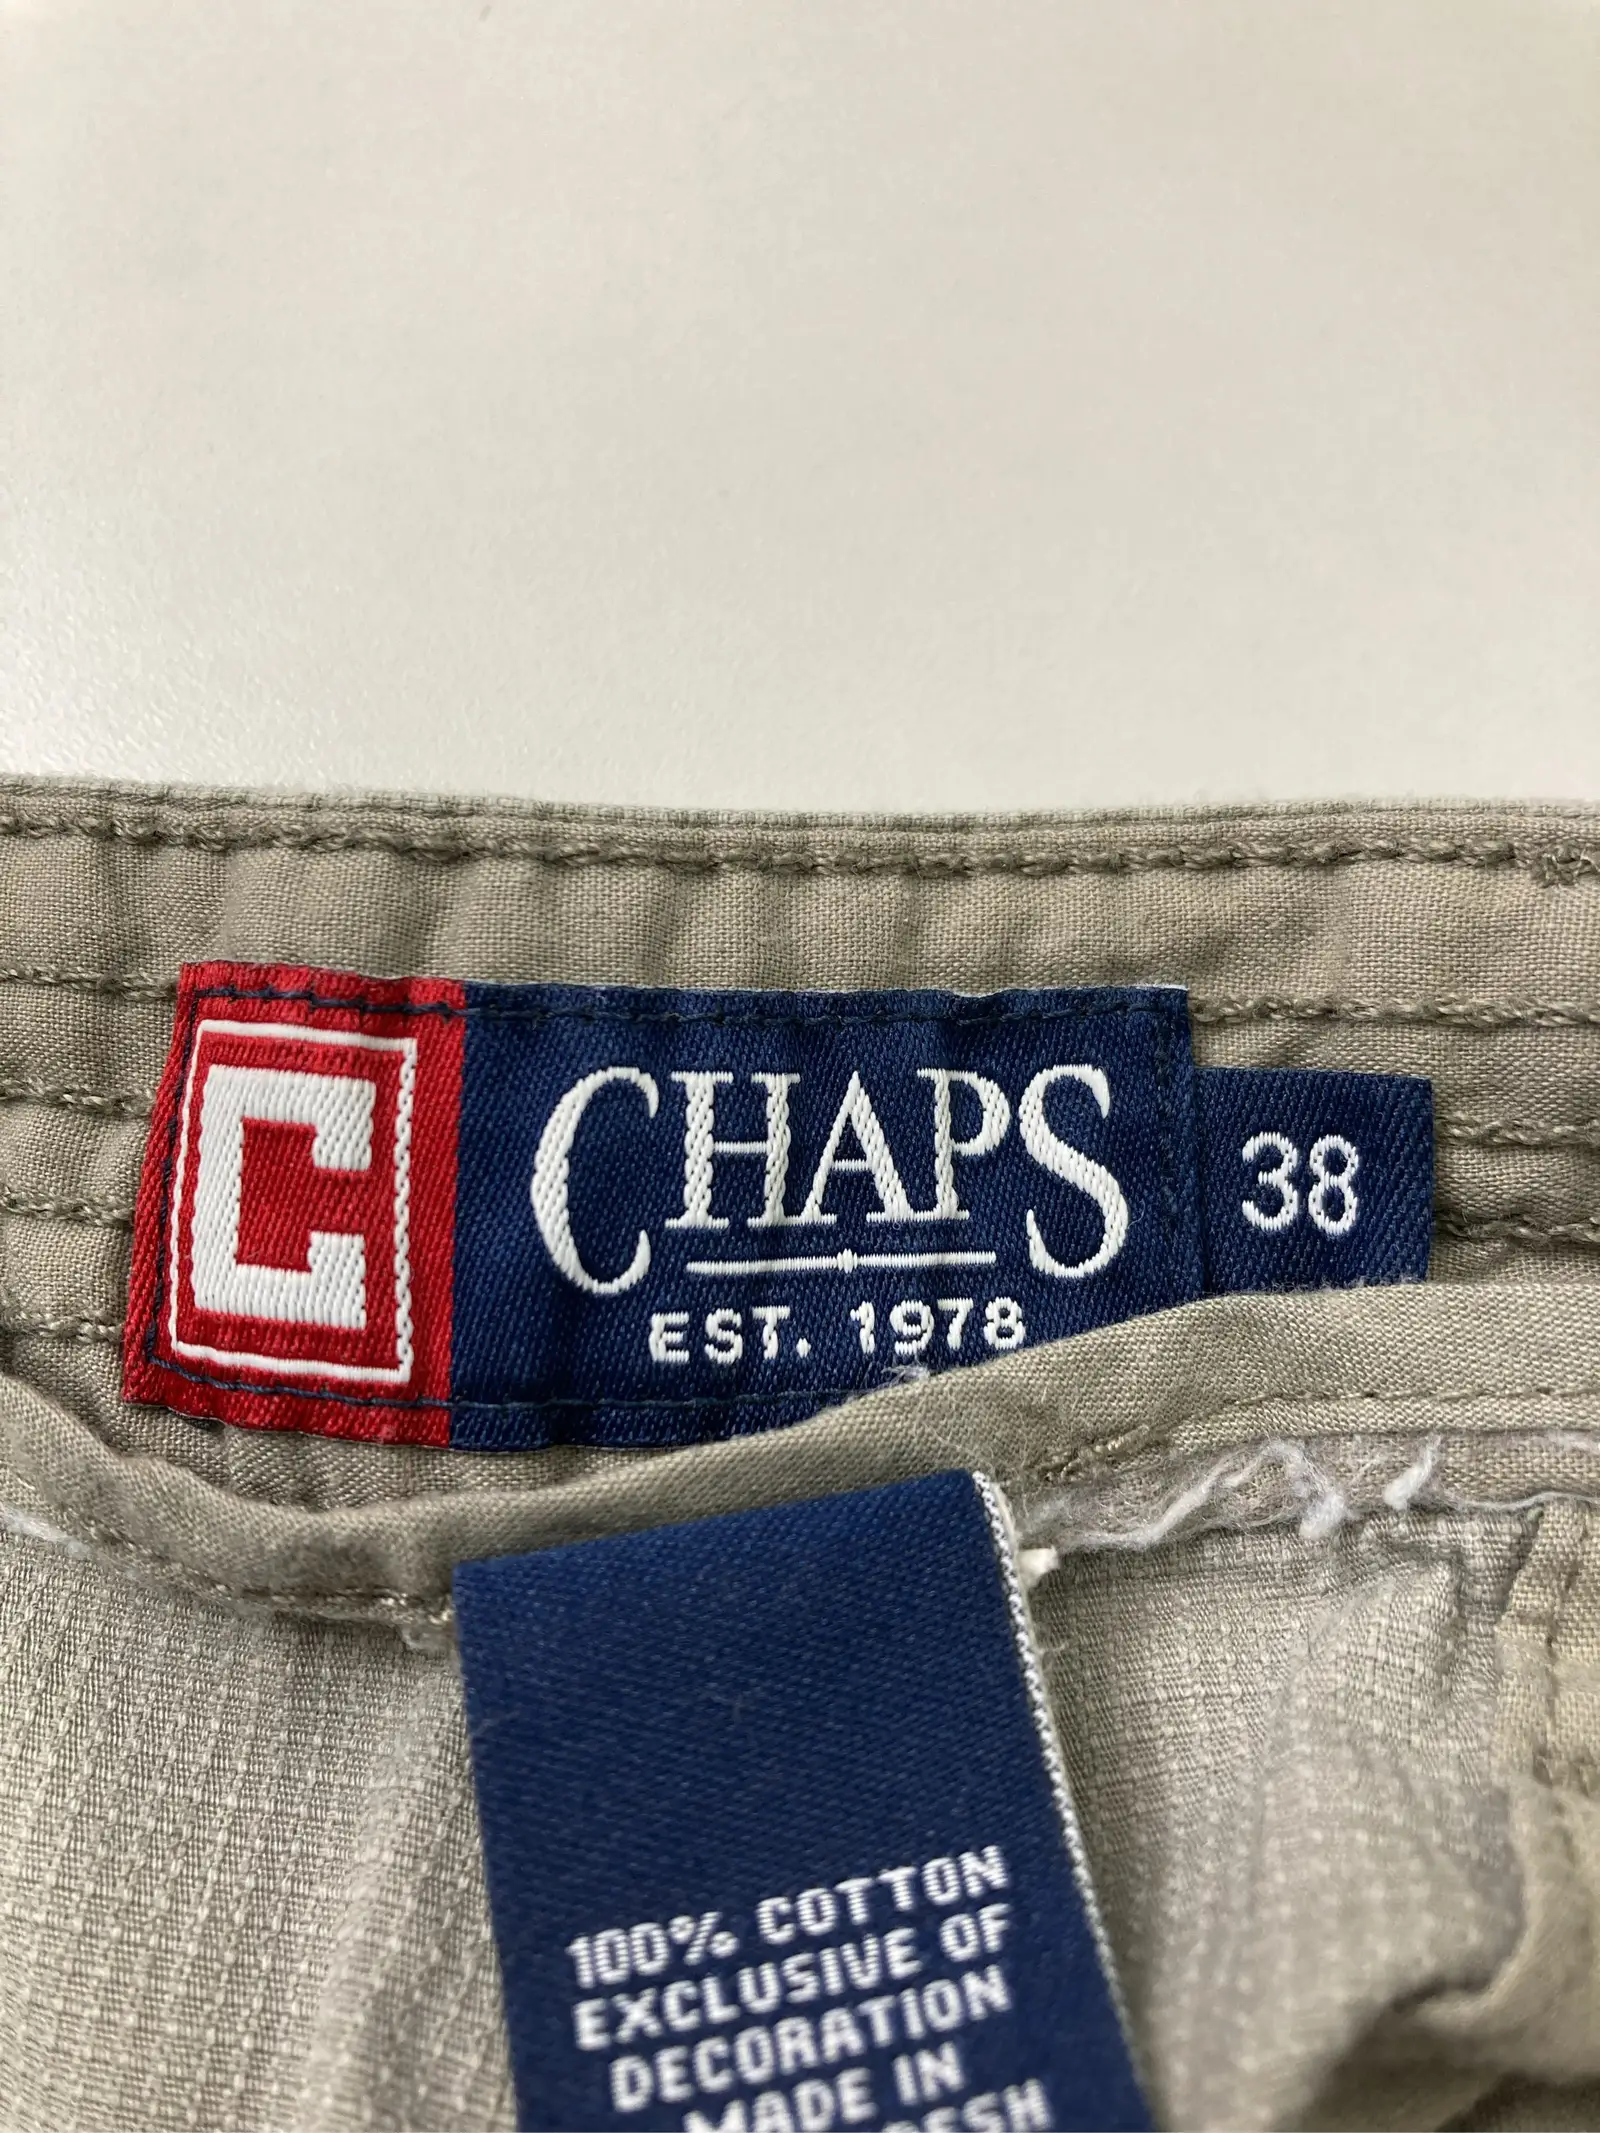 C
CHAPS
EST. 1978
38
100% COTTON
EXCLUSIVE OF
DECORATION
MADE IN